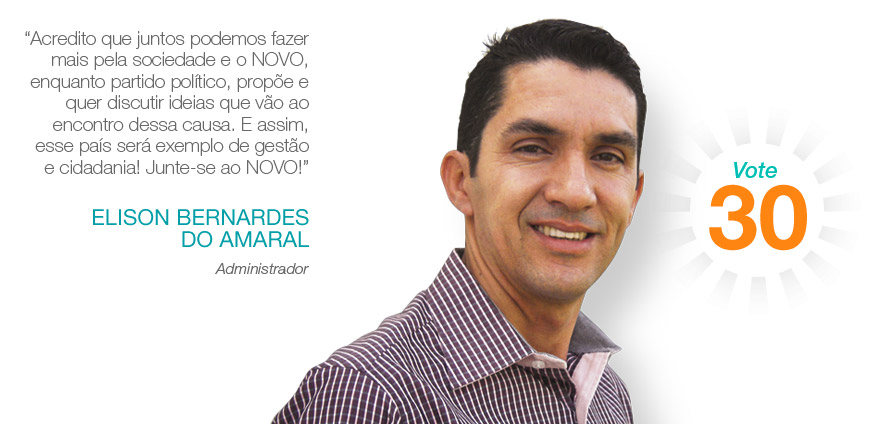 “Acredito que juntos podemos fazer
mais pela sociedade e o NOVO,
enquanto partido político, propõe e
quer discutir ideias que vão ao
encontro dessa causa. E assim,
esse país será exemplo de gestão
e cidadania! Junte-se ao NOVO!”
ELISON BERNARDES
DO AMARAL
Administrador
Vote
30